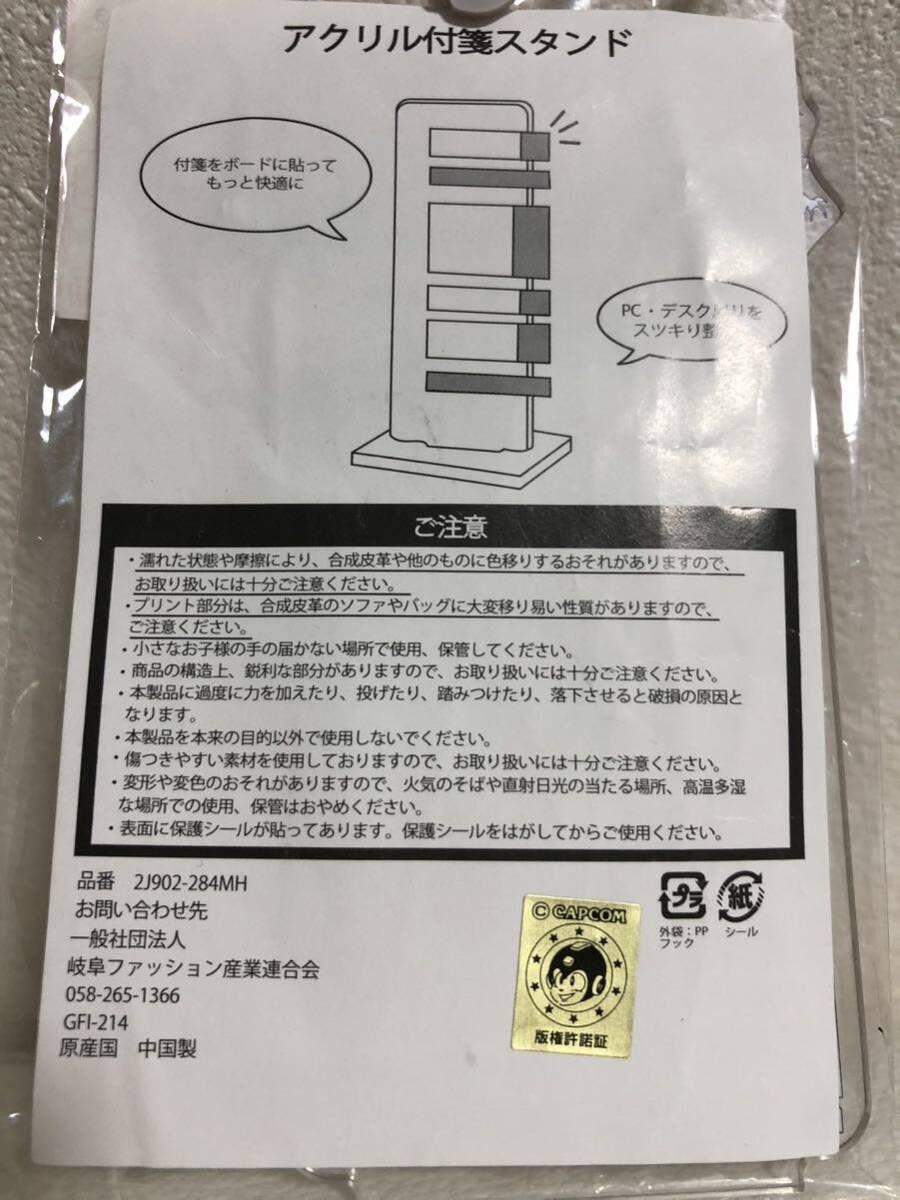 アクリル付箋スタンド
付箋をボードに貼って
もっと快適に
PC・デスク周りを
スツキり整
ご注意
・濡れた状態や摩擦により、合成皮革や他のものに色移りするおそれがありますので、
お取り扱いには十分ご注意ください。
・プリント部分は、合成皮革のソファやバッグに大変移り易い性質がありますので、
ご注意ください。
・小さなお子様の手の届かない場所で使用、保管してください。
・商品の構造上、鋭利な部分がありますので、お取り扱いには十分ご注意ください。
・本製品に過度に力を加えたり、投げたり、踏みつけたり、落下させると破損の原因と
なります。
・本製品を本来の目的以外で使用しないでください。
・傷つきやすい素材を使用しておりますので、お取り扱いには十分ご注意ください。
・変形や変色のおそれがありますので、火気のそばや直射日光の当たる場所、高温多湿
な場所での使用、保管はおやめください。
・表面に保護シールが貼ってあります。保護シールをはがしてからご使用ください。
品番 2J902-284MH
お問い合わせ先
一般社団法人
岐阜ファッション産業連合会
058-265-1366
GFI-214
原産国 中国製
© CAPCOM
版権許諾証
プラ
外袋：PP
フック
紙
シール